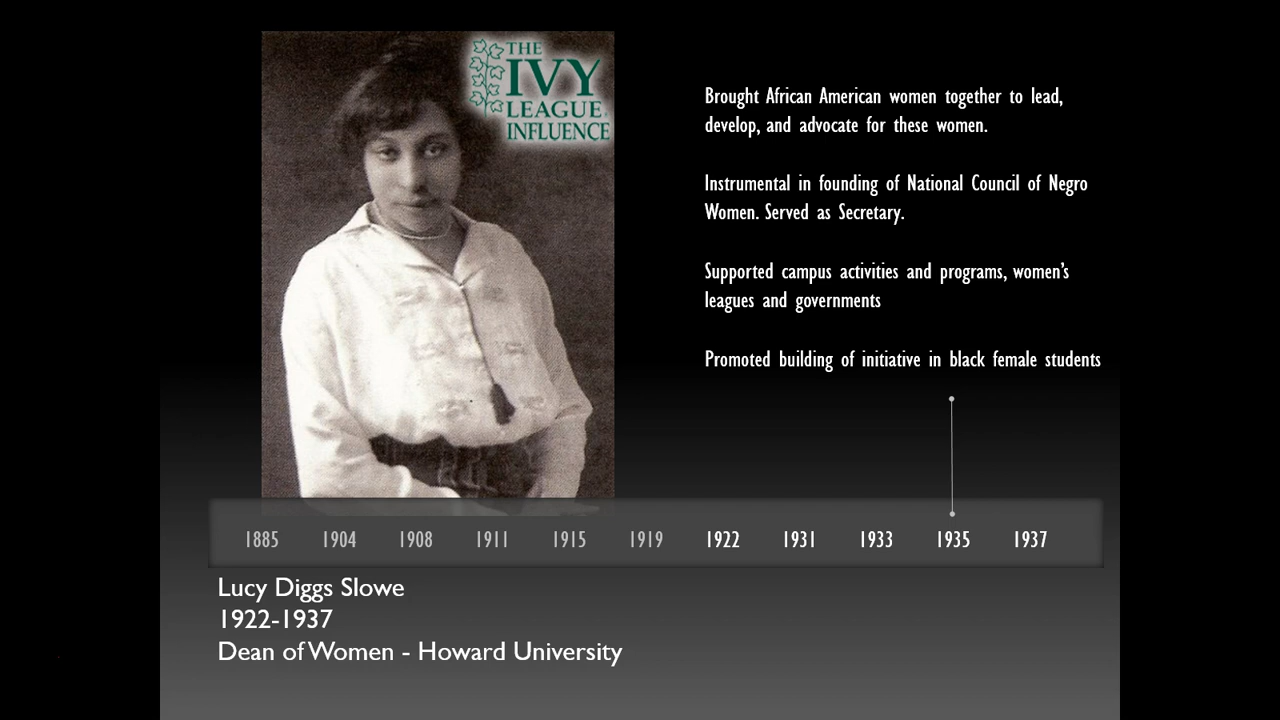 THE
IVY
LEAGUE
INFLUENCE
Brought African American women together to lead,
develop, and advocate for these women.
Instrumental in founding of National Council of Negro
Women. Served as Secretary.
Supported campus activities and programs, women’s
leagues and governments
Promoted building of initiative in black female students
1885 1904 1908 1911 1915 1919 1922 1931 1933 1935 1937
Lucy Diggs Slowe
1922-1937
Dean of Women - Howard University